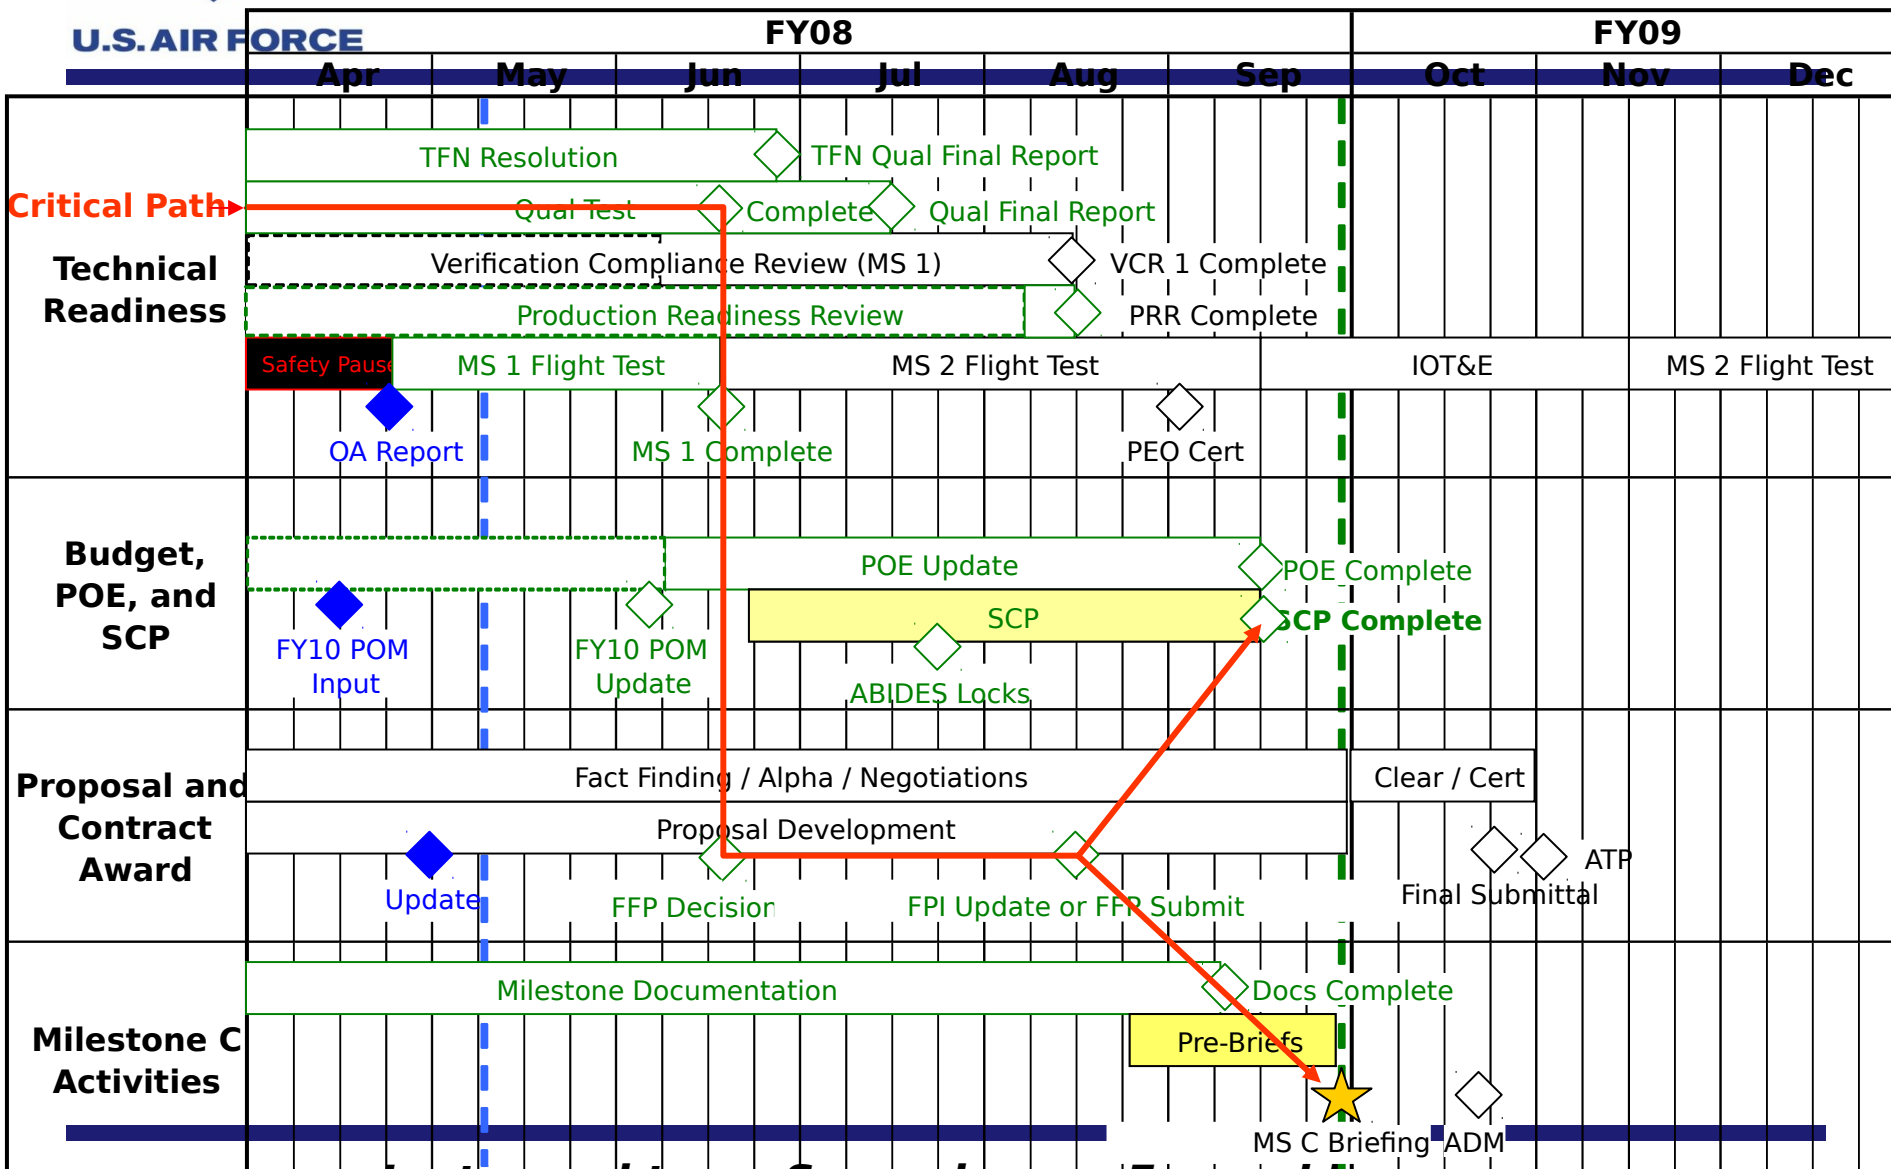 U.S. AIR FORCE
FY08 FY09
Apr May Jun Jul Aug Sep Oct Nov Dec
TFN Resolution TFN Qual Final Report
Critical Path Qual Test Complete Qual Final Report
Technical
Readiness
Verification Compliance Review (MS 1) VCR 1 Complete
Production Readiness Review PRR Complete
Safety Pause MS 1 Flight Test MS 2 Flight Test IOT&E MS 2 Flight Test
OA Report MS 1 Complete PEO Cert
Budget,
POE, and
SCP
POE Update POE Complete
SCP SCP Complete
FY10 POM
Input
FY10 POM
Update
ABIDES Locks
Proposal and
Contract
Award
Fact Finding / Alpha / Negotiations Clear / Cert
Proposal Development
Update FFP Decision FPI Update or FFP Submit Final Submittal ATP
Milestone C
Activities
Milestone Documentation Docs Complete
Pre-Briefs
MS C Briefing ADM